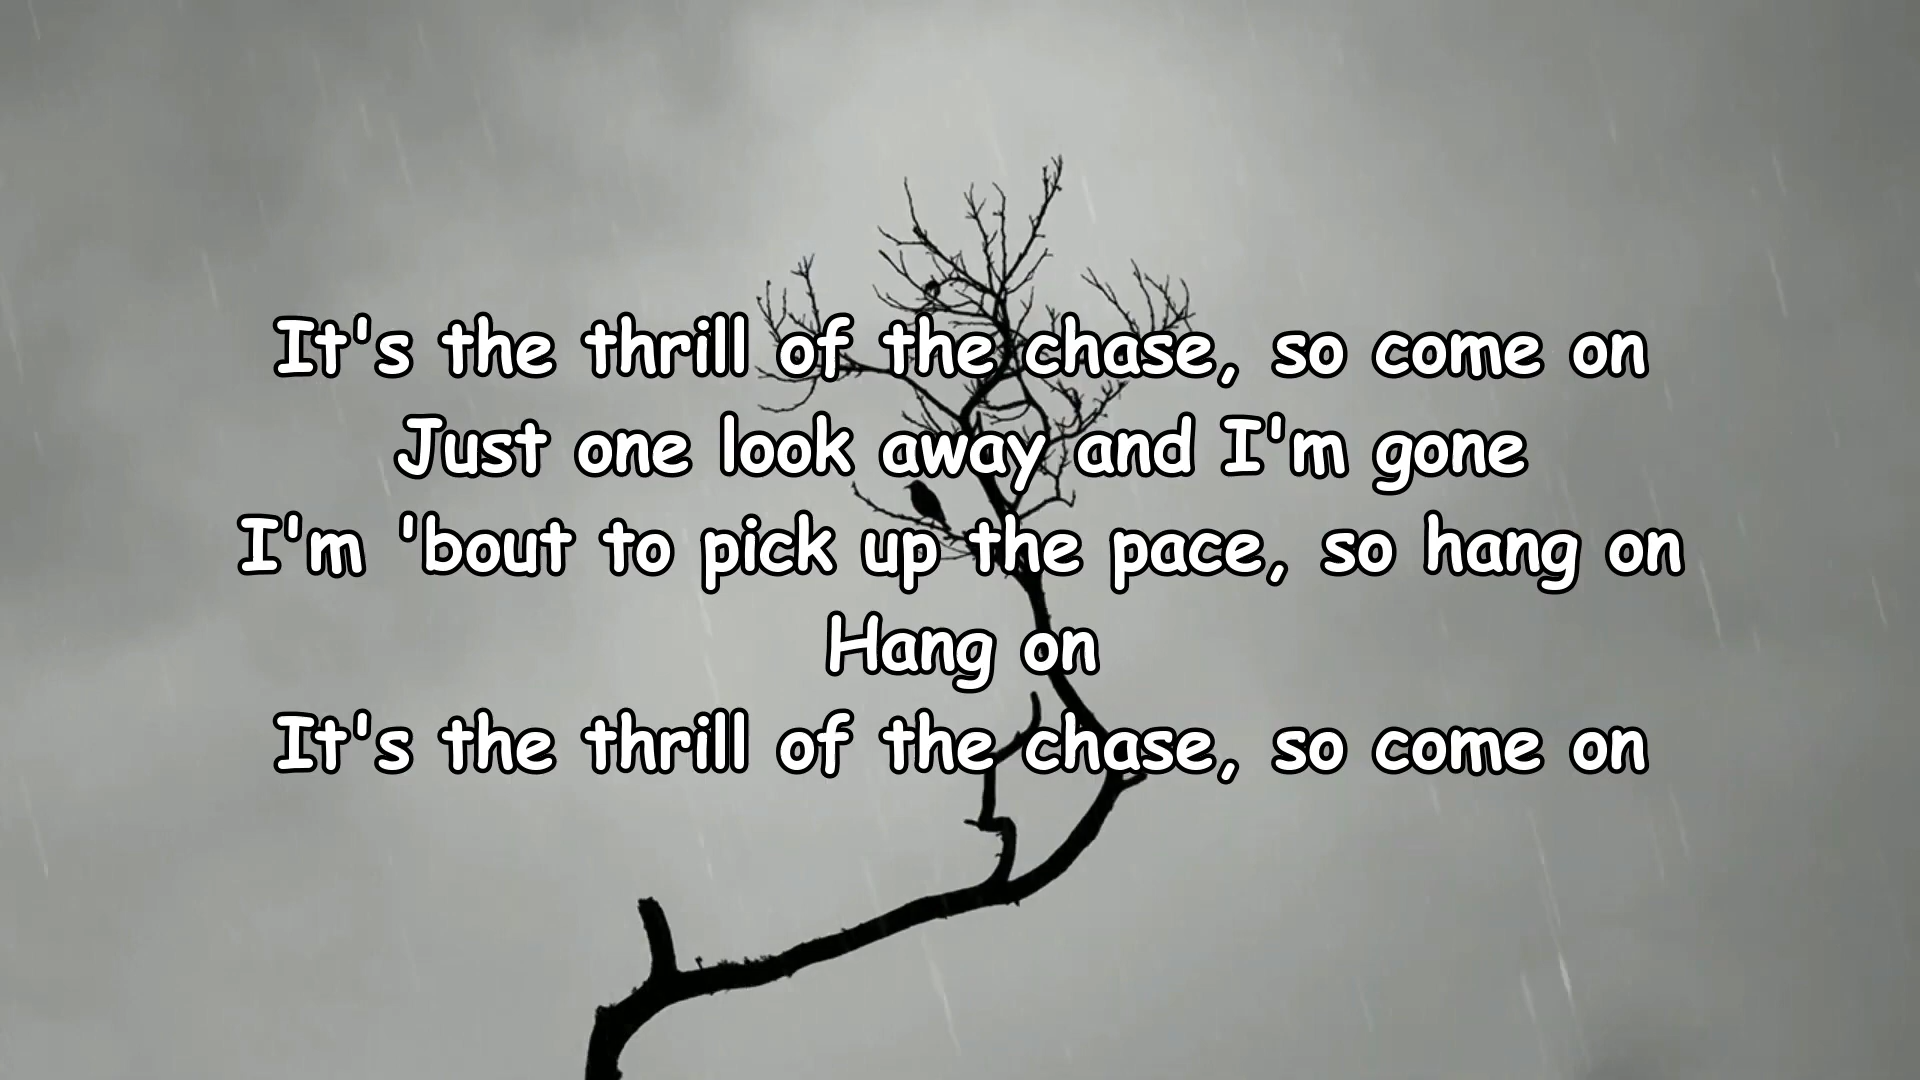 It's the thrill of the chase, so come on
Just one look away and I'm gone
I'm 'bout to pick up the pace, so hang on
Hang on
It's the thrill of the chase, so come on